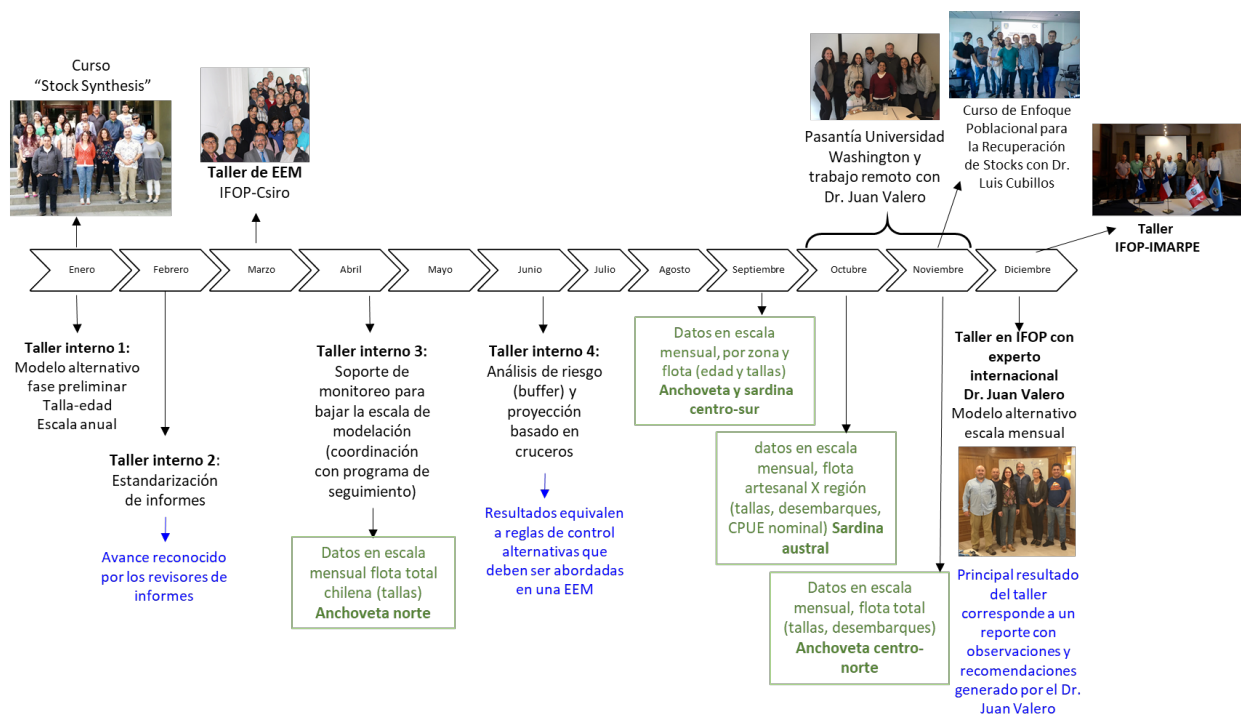 Curso
“Stock Synthesis”
Taller de EEM
IFOP-Csiro
Pasantía Universidad
Washington y
trabajo remoto con
Dr. Juan Valero
Curso de Enfoque
Poblacional para
la Recuperación
de Stocks con Dr.
Luis Cubillos
Taller
IFOP-IMARPE
Enero
Febrero
Marzo
Abril
Mayo
Junio
Julio
Agosto
Septiembre
Octubre
Noviembre
Diciembre
Taller interno 1:
Modelo alternativo
fase preliminar
Talla-edad
Escala anual
Taller interno 2:
Estandarización
de informes
Avance reconocido
por los revisores de
informes
Taller interno 3:
Soporte de
monitoreo para
bajar la escala de
modelación
(coordinación
con programa de
seguimiento)
Datos en escala
mensual flota total
chilena (tallas)
Anchoveta norte
Taller interno 4:
Análisis de riesgo
(buffer) y
proyección
basado en
cruceros
Resultados equivalen
a reglas de control
alternativas que
deben ser abordadas
en una EEM
Datos en escala
mensual, por zona y
flota (edad y tallas)
Anchoveta y sardina
centro-sur
datos en escala
mensual, flota
artesanal X región
(tallas, desembarques,
CPUE nominal) Sardina
austral
Datos en escala
mensual, flota total
(tallas, desembarques)
Anchoveta centro-
norte
Taller en IFOP con
experto
internacional
Dr. Juan Valero
Modelo alternativo
escala mensual
Principal resultado
del taller
corresponde a un
reporte con
observaciones y
recomendaciones
generado por el Dr.
Juan Valero